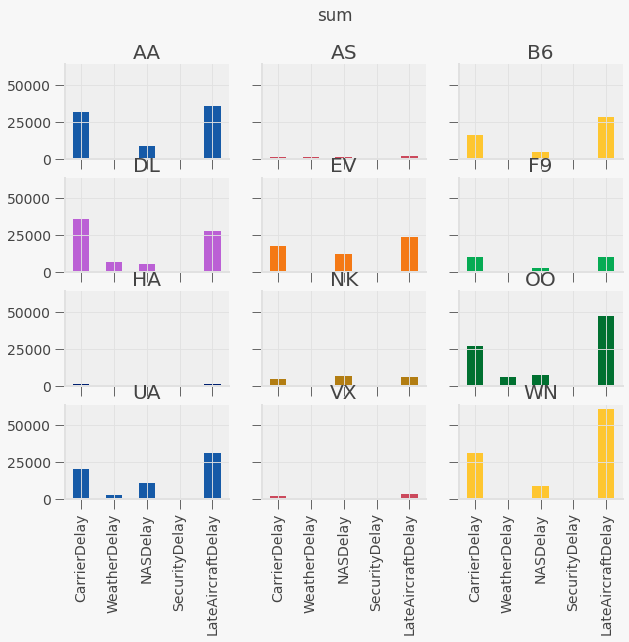 sum
AA AS B6
50000
25000
0
DL EV F9
50000
25000
0
HA NK OO
50000
25000
0
UA VX WN
50000
25000
0
CarrierDelay WeatherDelay NASDelay SecurityDelay LateAircraftDelay CarrierDelay WeatherDelay NASDelay SecurityDelay LateAircraftDelay CarrierDelay WeatherDelay NASDelay SecurityDelay LateAircraftDelay